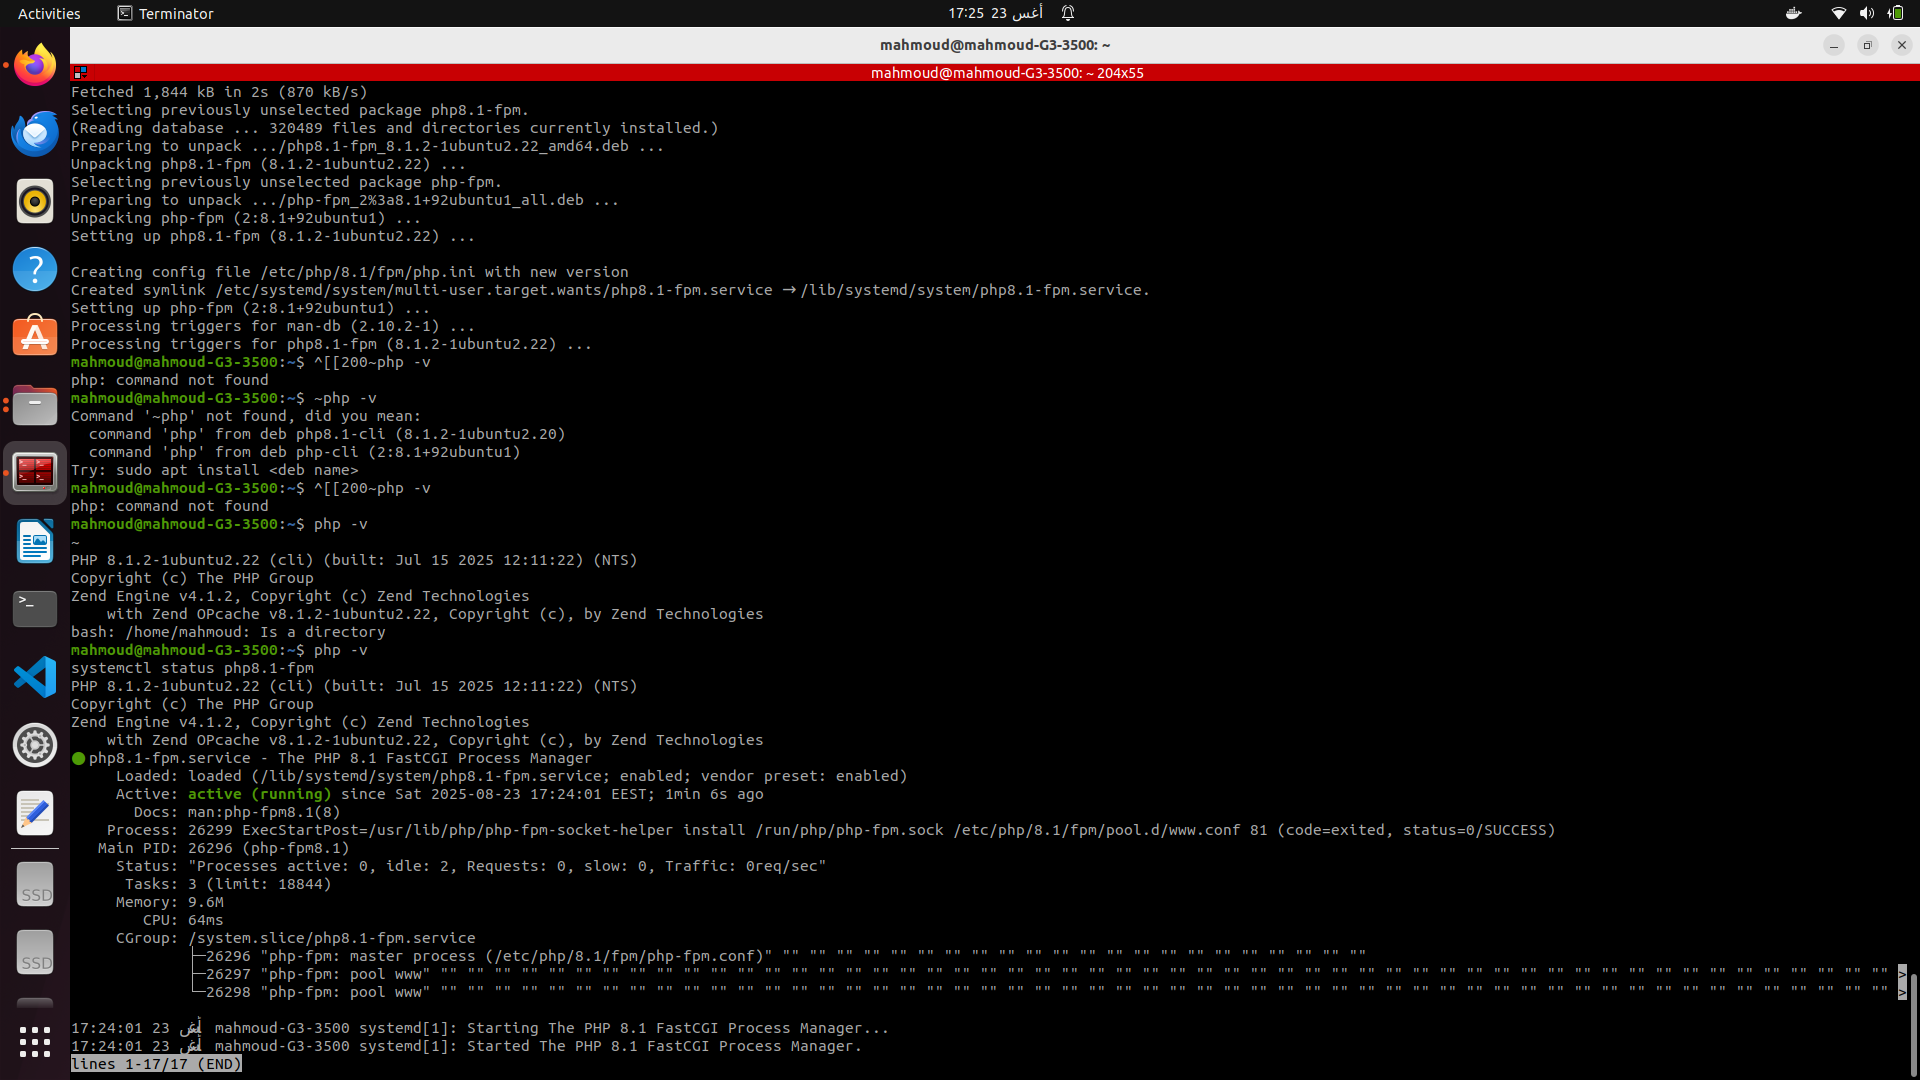 Activities
Terminator
17:25 23 أغس
mahmoud@mahmoud-G3-3500: ~
mahmoud@mahmoud-G3-3500: ~ 204x55
Fetched 1,844 kB in 2s (870 kB/s)
Selecting previously unselected package php8.1-fpm.
(Reading database ... 320489 files and directories currently installed.)
Preparing to unpack .../php8.1-fpm_8.1.2-1ubuntu2.22_amd64.deb ...
Unpacking php8.1-fpm (8.1.2-1ubuntu2.22) ...
Selecting previously unselected package php-fpm.
Preparing to unpack .../php-fpm_2%3a8.1+92ubuntu1_all.deb ...
Unpacking php-fpm (2:8.1+92ubuntu1) ...
Setting up php8.1-fpm (8.1.2-1ubuntu2.22) ...
Creating config file /etc/php/8.1/fpm/php.ini with new version
Created symlink /etc/systemd/system/multi-user.target.wants/php8.1-fpm.service → /lib/systemd/system/php8.1-fpm.service.
Setting up php-fpm (2:8.1+92ubuntu1) ...
Processing triggers for man-db (2.10.2-1) ...
Processing triggers for php8.1-fpm (8.1.2-1ubuntu2.22) ...
mahmoud@mahmoud-G3-3500:~$ ^[[200~php -v
php: command not found
mahmoud@mahmoud-G3-3500:~$ ~php -v
Command '~php' not found, did you mean:
  command 'php' from deb php8.1-cli (8.1.2-1ubuntu2.20)
  command 'php' from deb php-cli (2:8.1+92ubuntu1)
Try: sudo apt install <deb name>
mahmoud@mahmoud-G3-3500:~$ ^[[200~php -v
php: command not found
mahmoud@mahmoud-G3-3500:~$ php -v
~
PHP 8.1.2-1ubuntu2.22 (cli) (built: Jul 15 2025 12:11:22) (NTS)
Copyright (c) The PHP Group
Zend Engine v4.1.2, Copyright (c) Zend Technologies
    with Zend OPcache v8.1.2-1ubuntu2.22, Copyright (c), by Zend Technologies
bash: /home/mahmoud: Is a directory
mahmoud@mahmoud-G3-3500:~$ php -v
systemctl status php8.1-fpm
PHP 8.1.2-1ubuntu2.22 (cli) (built: Jul 15 2025 12:11:22) (NTS)
Copyright (c) The PHP Group
Zend Engine v4.1.2, Copyright (c) Zend Technologies
    with Zend OPcache v8.1.2-1ubuntu2.22, Copyright (c), by Zend Technologies
● php8.1-fpm.service - The PHP 8.1 FastCGI Process Manager
     Loaded: loaded (/lib/systemd/system/php8.1-fpm.service; enabled; vendor preset: enabled)
     Active: active (running) since Sat 2025-08-23 17:24:01 EEST; 1min 6s ago
       Docs: man:php-fpm8.1(8)
    Process: 26299 ExecStartPost=/usr/lib/php/php-fpm-socket-helper install /run/php/php-fpm.sock /etc/php/8.1/fpm/pool.d/www.conf 81 (code=exited, status=0/SUCCESS)
   Main PID: 26296 (php-fpm8.1)
     Status: "Processes active: 0, idle: 2, Requests: 0, slow: 0, Traffic: 0req/sec"
      Tasks: 3 (limit: 18844)
     Memory: 9.6M
        CPU: 64ms
     CGroup: /system.slice/php8.1-fpm.service
             ├─26296 "php-fpm: master process (/etc/php/8.1/fpm/php-fpm.conf)" "" "" "" "" "" "" "" "" "" "" "" "" "" "" "" "" "" "" "" "" "" ""
             ├─26297 "php-fpm: pool www" "" "" "" "" "" "" "" "" "" "" "" "" "" "" "" "" "" "" "" "" "" "" "" "" "" "" "" "" "" "" "" "" "" "" "" "" "" "" "" "" "" "" "" "" "" "" "" "" "" "" "" "" "" "" >
             └─26298 "php-fpm: pool www" "" "" "" "" "" "" "" "" "" "" "" "" "" "" "" "" "" "" "" "" "" "" "" "" "" "" "" "" "" "" "" "" "" "" "" "" "" "" "" "" "" "" "" "" "" "" "" "" "" "" "" "" "" "" >
17:24:01 23 أغس mahmoud-G3-3500 systemd[1]: Starting The PHP 8.1 FastCGI Process Manager...
17:24:01 23 أغس mahmoud-G3-3500 systemd[1]: Started The PHP 8.1 FastCGI Process Manager.
lines 1-17/17 (END)
SSD
SSD